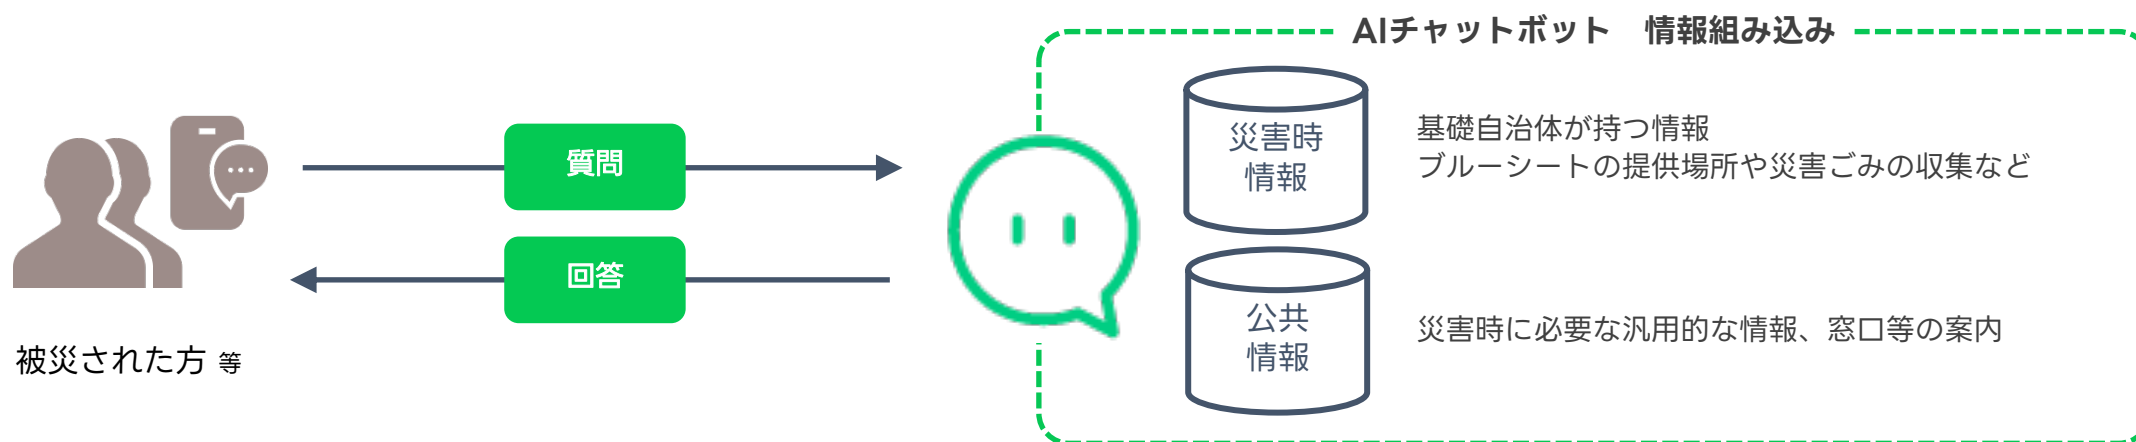 AIチャットボット　情報組み込み
質問
回答
被災された方 等
災害時
情報
基礎自治体が持つ情報
ブルーシートの提供場所や災害ごみの収集など
公共
情報
災害時に必要な汎用的な情報、窓口等の案内